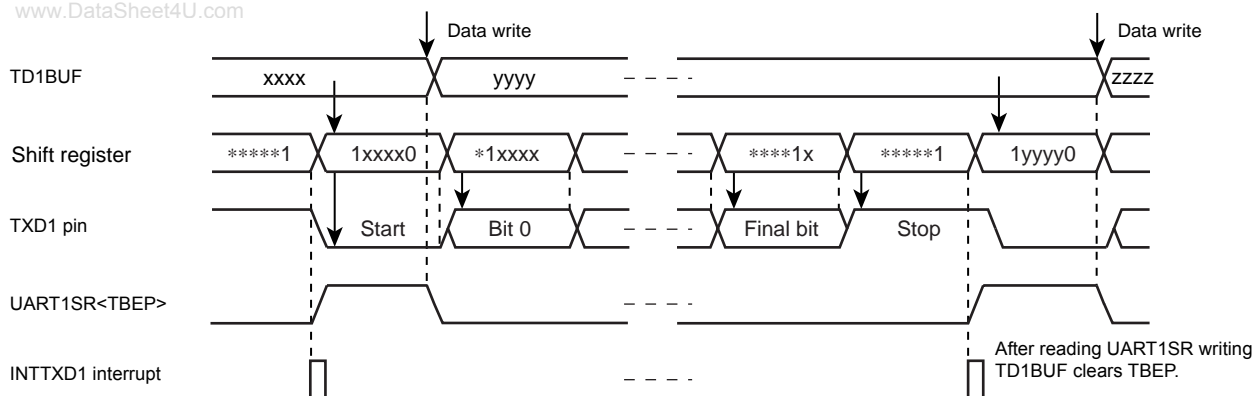 www.DataSheet4U.com
Data write
Data write
TD1BUF
xxxx
yyyy
zzzz
Shift register
*****1
1xxxx0
*1xxxx
****1x
*****1
1yyyy0
TXD1 pin
Start
Bit 0
Final bit
Stop
UART1SR<TBEP>
INTTXD1 interrupt
After reading UART1SR writing
TD1BUF clears TBEP.